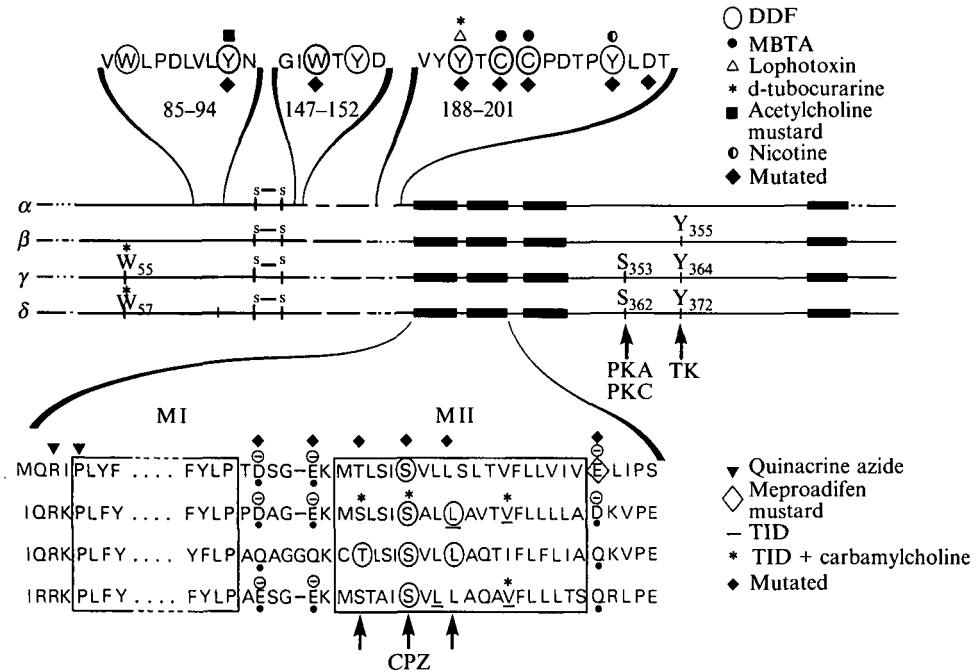 VWLPDLVLYN GIWTYD VYYTCCPDTPYLDT
85–94 147–152 188–201
DDF
MBTA
Lophotoxin
d-tubocurarine
Acetylcholine
mustard
Nicotine
Mutated
α s – s
β s – s Y355
γ W55 s – s S353 Y364
δ W57 s – s S362 Y372
PKA TK
PKC
MI MII
MQRIPLYF .... FYLPTDSG–EKMTLSISVLLSLTVFLLVIVELIPS
IQRKPLFY .... FYLPPDAG–EKMSLSISALLAVTVFLLLLADKVPE
IQRKPLFY .... YFLPAQAGGQKCTLSISVLLAQTIFLFLIAQKVPE
IRRKPLFY .... FYLPAESG–EKMSTAISVLLAQAVFLLLTSQRLPE
CPZ
Quinacrine azide
Meproadifen
mustard
TID
TID + carbamylcholine
Mutated